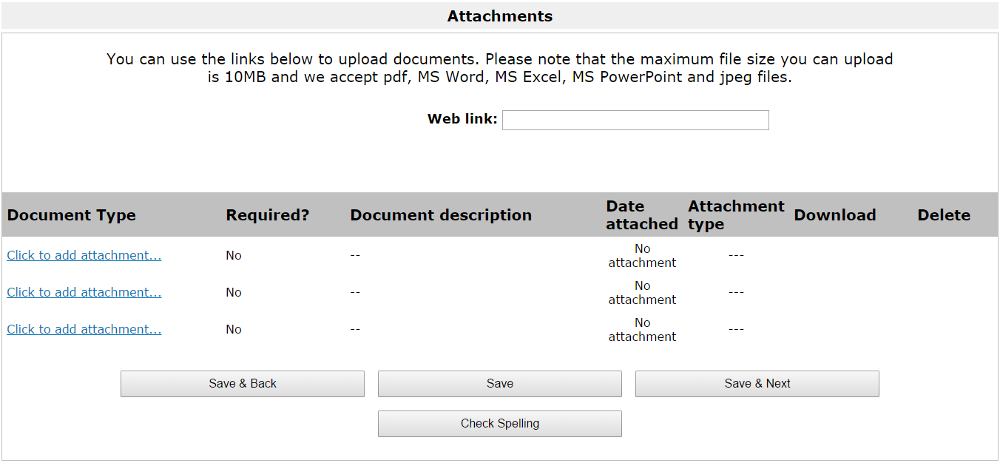 Attachments
You can use the links below to upload documents. Please note that the maximum file size you can upload
is 10MB and we accept pdf, MS Word, MS Excel, MS PowerPoint and jpeg files.
Web link:
Document Type Required? Document description Date attached Attachment type Download Delete
Click to add attachment... No -- No attachment ---
Click to add attachment... No -- No attachment ---
Click to add attachment... No -- No attachment ---
Save & Back Save Save & Next
Check Spelling